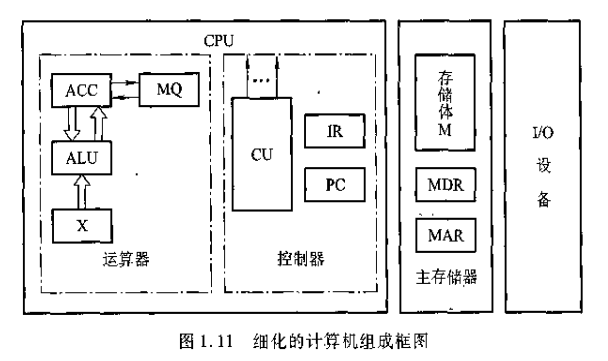 CPU
ACC
MQ
ALU
X
运算器
…
CU
IR
PC
控制器
存储体M
MDR
MAR
主存储器
I/O
设
备
图 1.11 细化的计算机组成框图